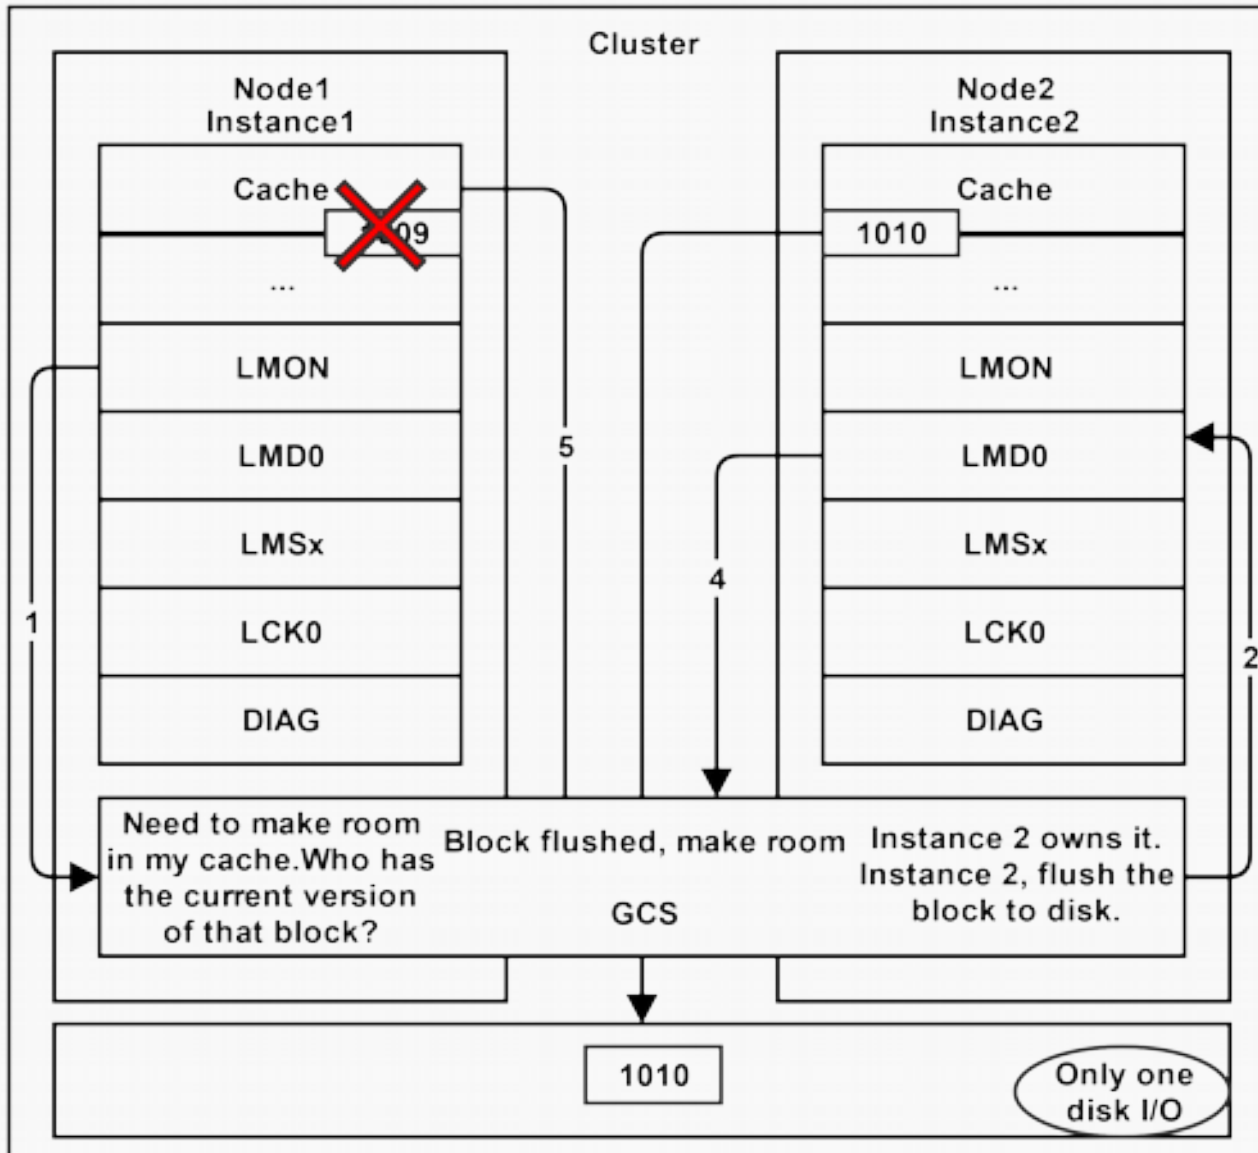 Cluster
Node1
Instance1
Cache
...
LMON
LMD0
LMSx
LCK0
DIAG
Node2
Instance2
Cache
1010
...
LMON
LMD0
LMSx
LCK0
DIAG
1
5
4
2
Need to make room
in my cache.Who has
the current version
of that block?
Block flushed, make room
GCS
Instance 2 owns it.
Instance 2, flush the
block to disk.
1010
Only one
disk I/O